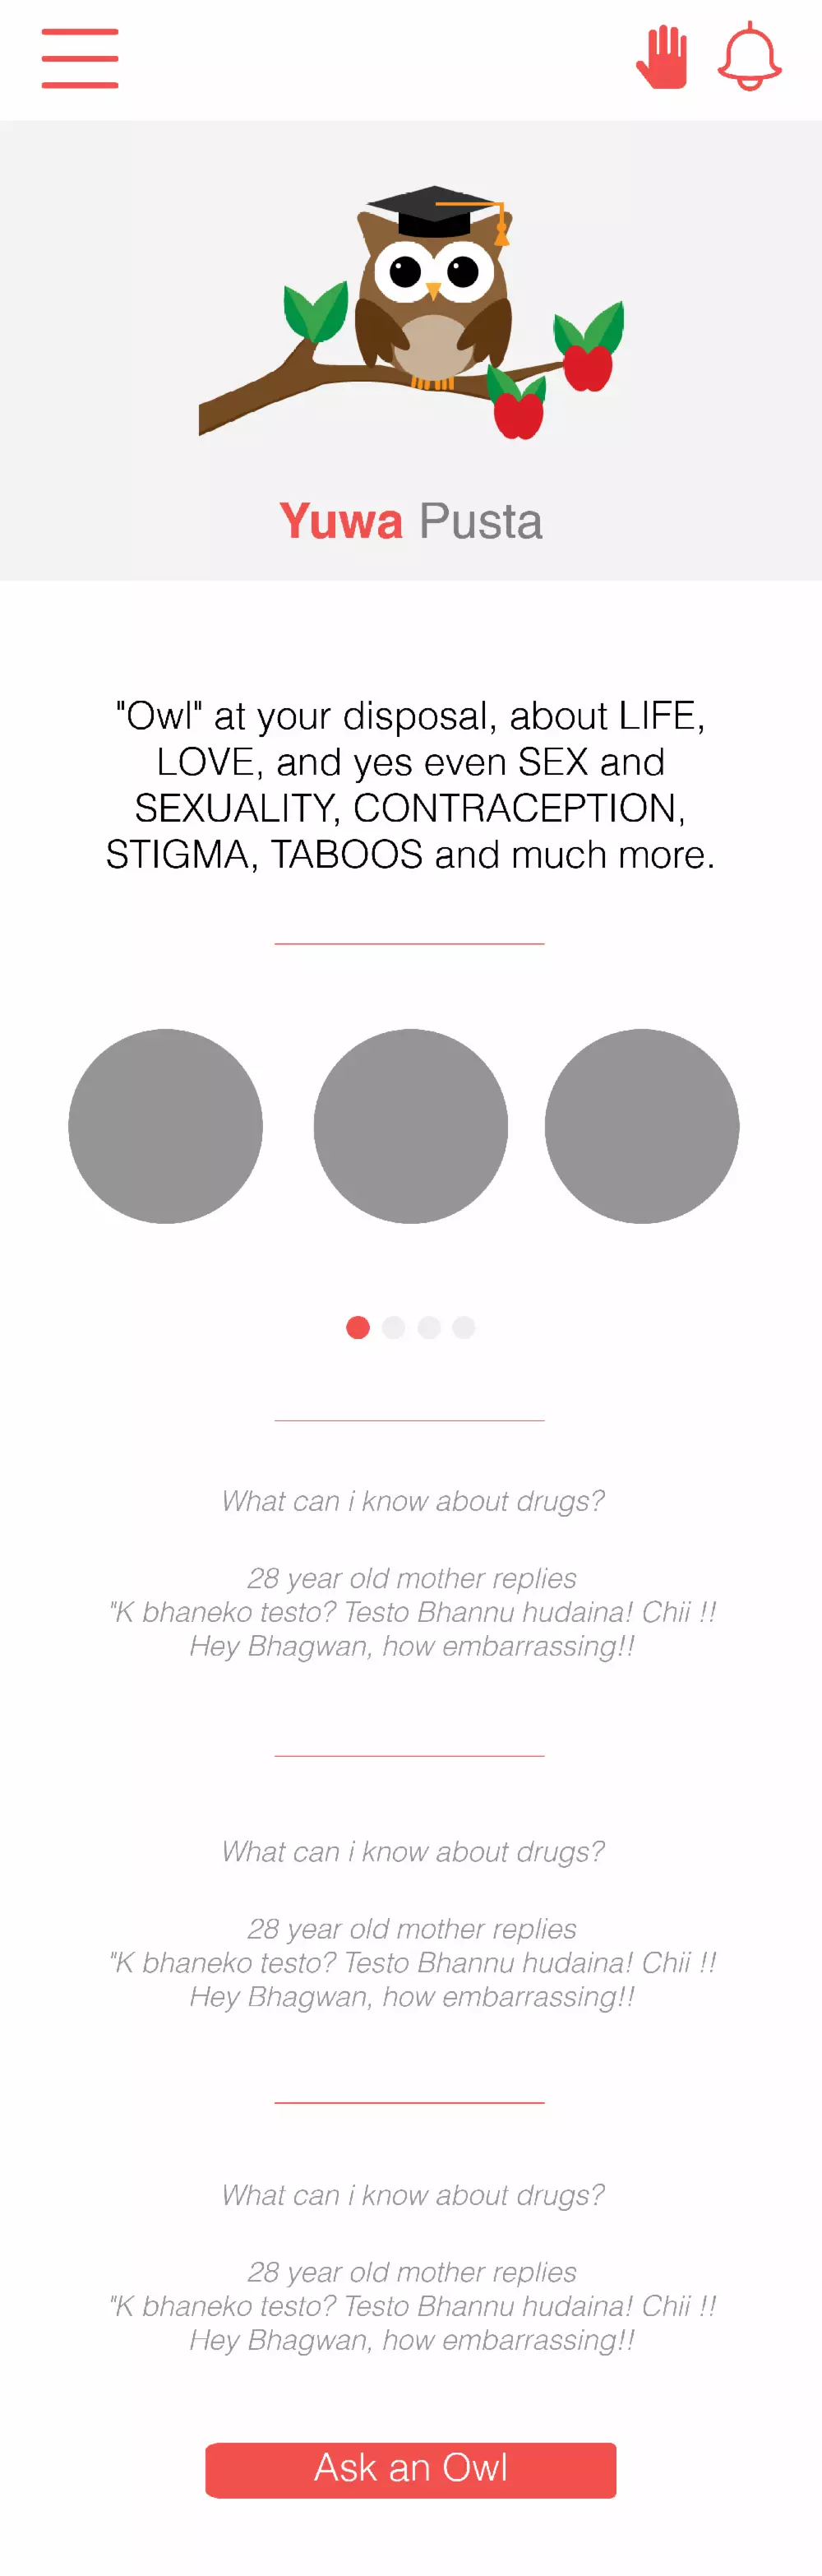 Yuwa Pusta
"Owl" at your disposal, about LIFE,
LOVE, and yes even SEX and
SEXUALITY, CONTRACEPTION,
STIGMA, TABOOS and much more.
What can i know about drugs?
28 year old mother replies
"K bhaneko testo? Testo Bhannu hudaina! Chii !!
Hey Bhagwan, how embarrassing!!
What can i know about drugs?
28 year old mother replies
"K bhaneko testo? Testo Bhannu hudaina! Chii !!
Hey Bhagwan, how embarrassing!!
What can i know about drugs?
28 year old mother replies
"K bhaneko testo? Testo Bhannu hudaina! Chii !!
Hey Bhagwan, how embarrassing!!
Ask an Owl